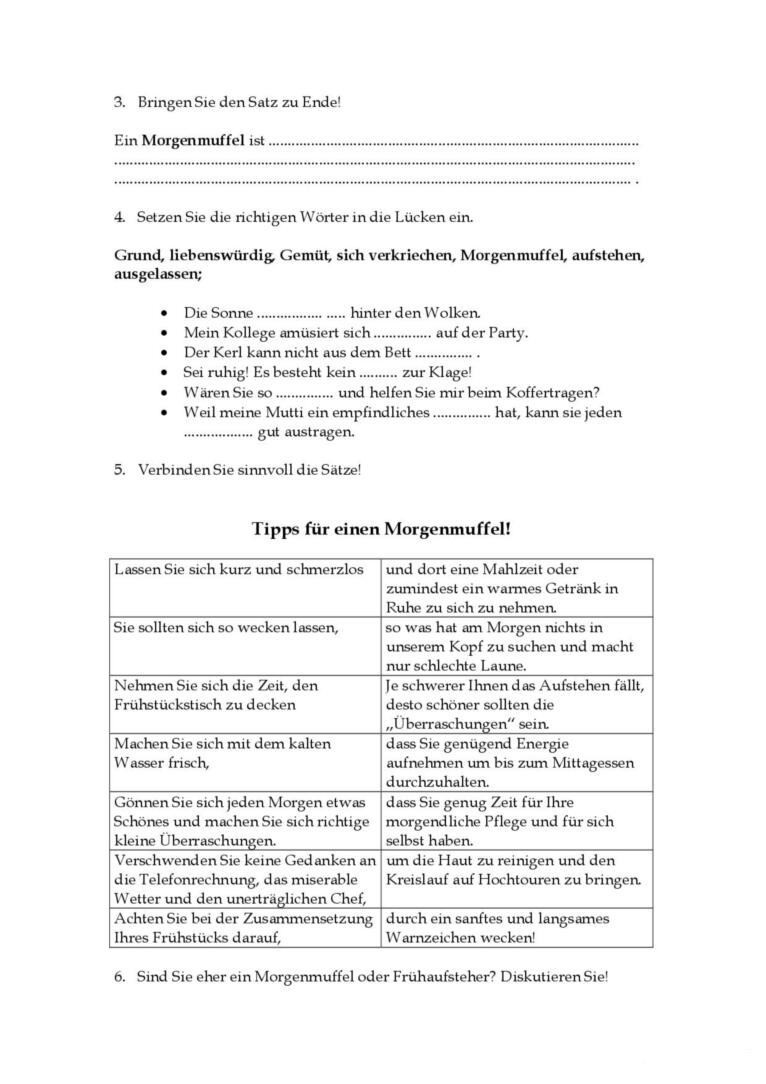 3. Bringen Sie den Satz zu Ende!
Ein Morgenmuffel ist ................................................................................................
.......................................................................................................................................
...................................................................................................................................... .
4. Setzen Sie die richtigen Wörter in die Lücken ein.
Grund, liebenswürdig, Gemüt, sich verkriechen, Morgenmuffel, aufstehen,
ausgelassen;
• Die Sonne ................. ..... hinter den Wolken.
• Mein Kollege amüsiert sich ............... auf der Party.
• Der Kerl kann nicht aus dem Bett ............... .
• Sei ruhig! Es besteht kein .......... zur Klage!
• Wären Sie so ............... und helfen Sie mir beim Koffertragen?
• Weil meine Mutti ein empfindliches ............... hat, kann sie jeden
.................. gut austragen.
5. Verbinden Sie sinnvoll die Sätze!
Tipps für einen Morgenmuffel!
Lassen Sie sich kurz und schmerzlos
und dort eine Mahlzeit oder
zumindest ein warmes Getränk in
Ruhe zu sich zu nehmen.
Sie sollten sich so wecken lassen,
so was hat am Morgen nichts in
unserem Kopf zu suchen und macht
nur schlechte Laune.
Nehmen Sie sich die Zeit, den
Frühstückstisch zu decken
Je schwerer Ihnen das Aufstehen fällt,
desto schöner sollten die
„Überraschungen“ sein.
Machen Sie sich mit dem kalten
Wasser frisch,
dass Sie genügend Energie
aufnehmen um bis zum Mittagessen
durchzuhalten.
Gönnen Sie sich jeden Morgen etwas
Schönes und machen Sie sich richtige
kleine Überraschungen.
dass Sie genug Zeit für Ihre
morgendliche Pflege und für sich
selbst haben.
Verschwenden Sie keine Gedanken an
die Telefonrechnung, das miserable
Wetter und den unerträglichen Chef,
um die Haut zu reinigen und den
Kreislauf auf Hochtouren zu bringen.
Achten Sie bei der Zusammensetzung
Ihres Frühstücks darauf,
durch ein sanftes und langsames
Warnzeichen wecken!
6. Sind Sie eher ein Morgenmuffel oder Frühaufsteher? Diskutieren Sie!